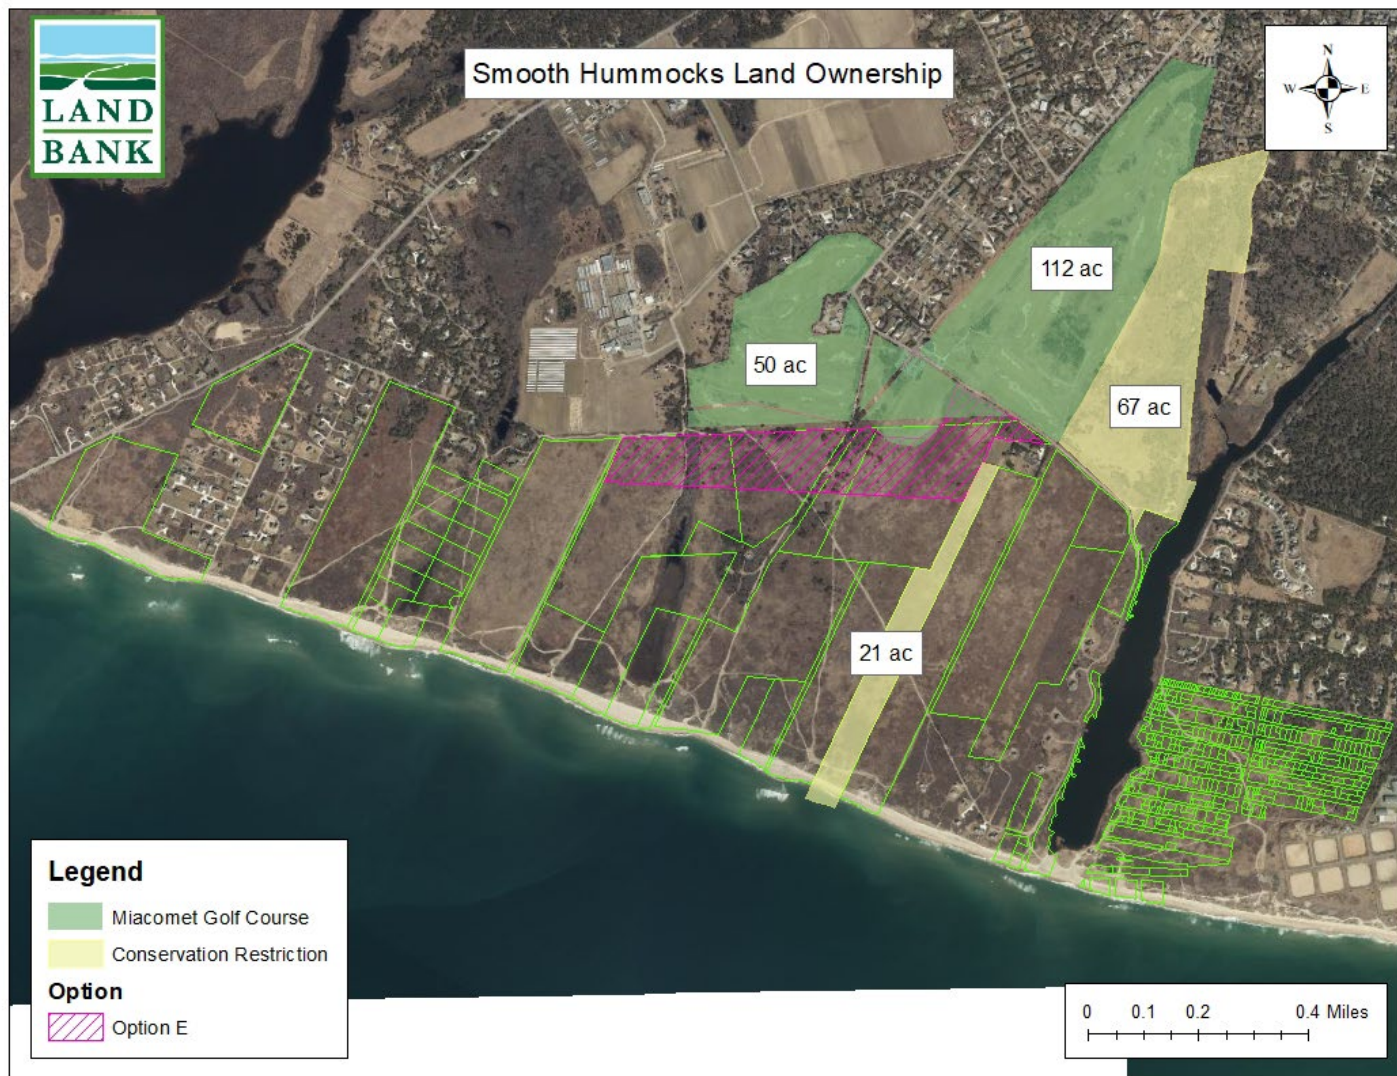 LAND
BANK
Smooth Hummocks Land Ownership
N
W E
S
112 ac
50 ac
67 ac
21 ac
Legend
Miacomet Golf Course
Conservation Restriction
Option
Option E
0 0.1 0.2 0.4 Miles